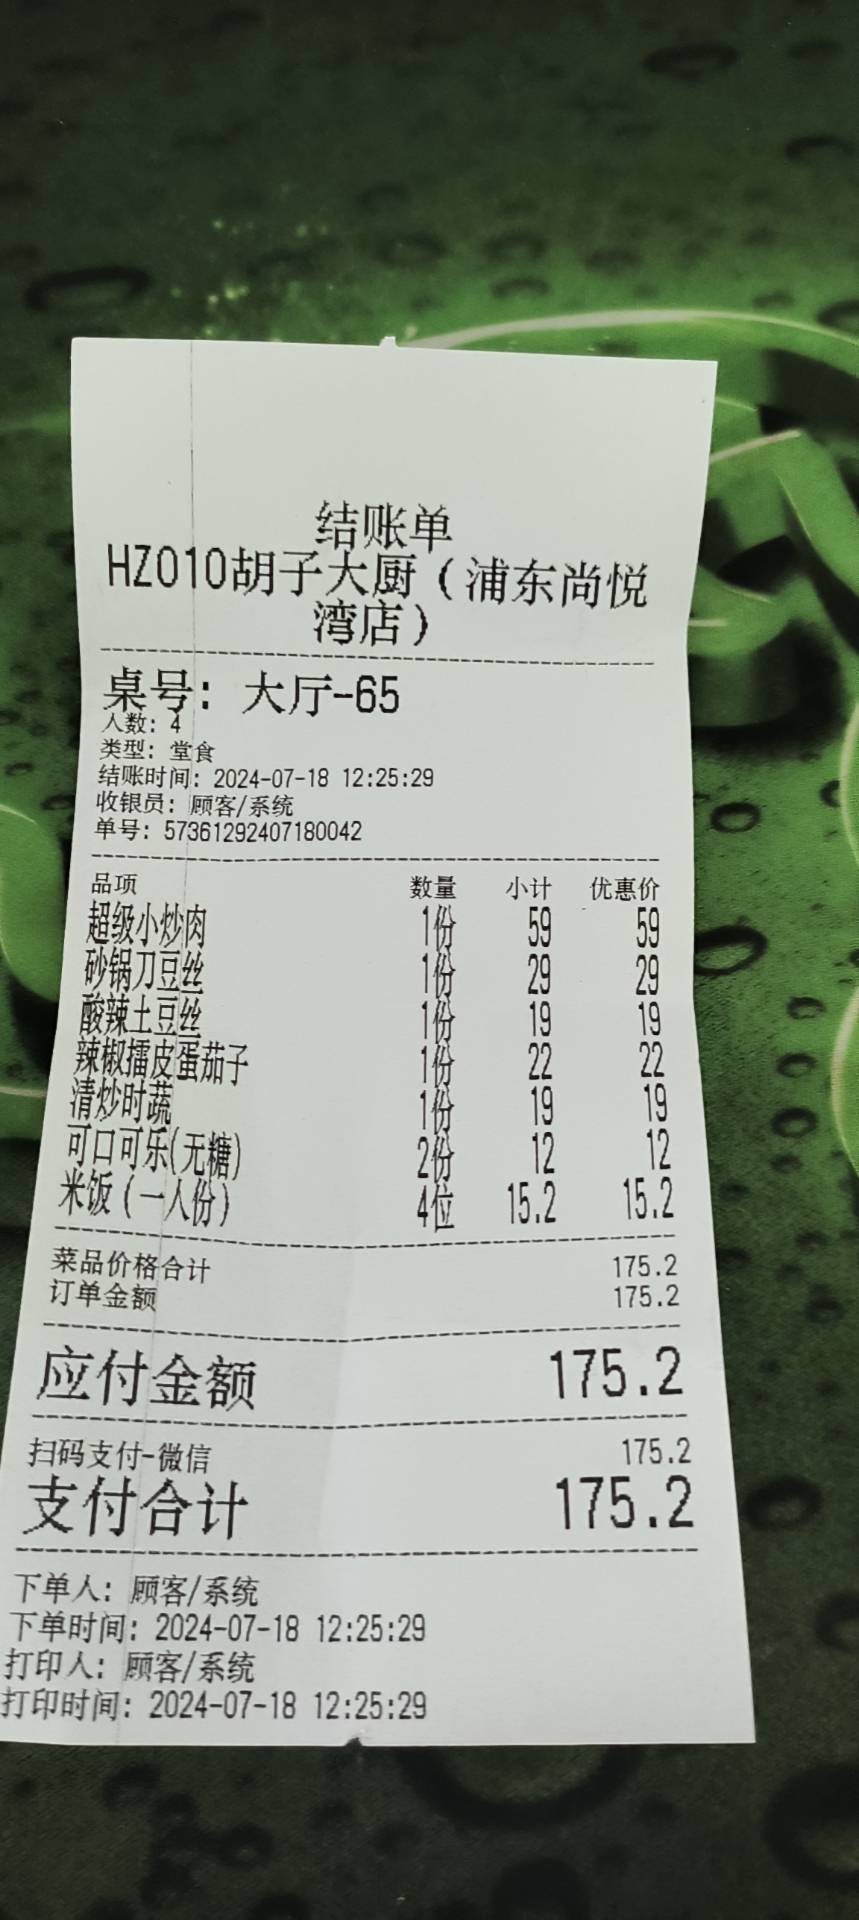 结账单
HZ010胡子大厨（浦东尚悦
湾店）
桌号：大厅-65
人数：4
类型：堂食
结账时间：2024-07-18 12:25:29
收银员：顾客/系统
单号：57361292407180042
品项 数量 小计 优惠价
超级小炒肉 1份 59 59
砂锅刀豆丝 1份 29 29
酸辣土豆丝 1份 19 19
辣椒擂皮蛋茄子 1份 22 22
清炒时蔬 1份 19 19
可口可乐(无糖) 2份 12 12
米饭（一人份） 4位 15.2 15.2
菜品价格合计 175.2
订单金额 175.2
应付金额 175.2
扫码支付-微信 175.2
支付合计 175.2
下单人：顾客/系统
下单时间：2024-07-18 12:25:29
打印人：顾客/系统
打印时间：2024-07-18 12:25:29